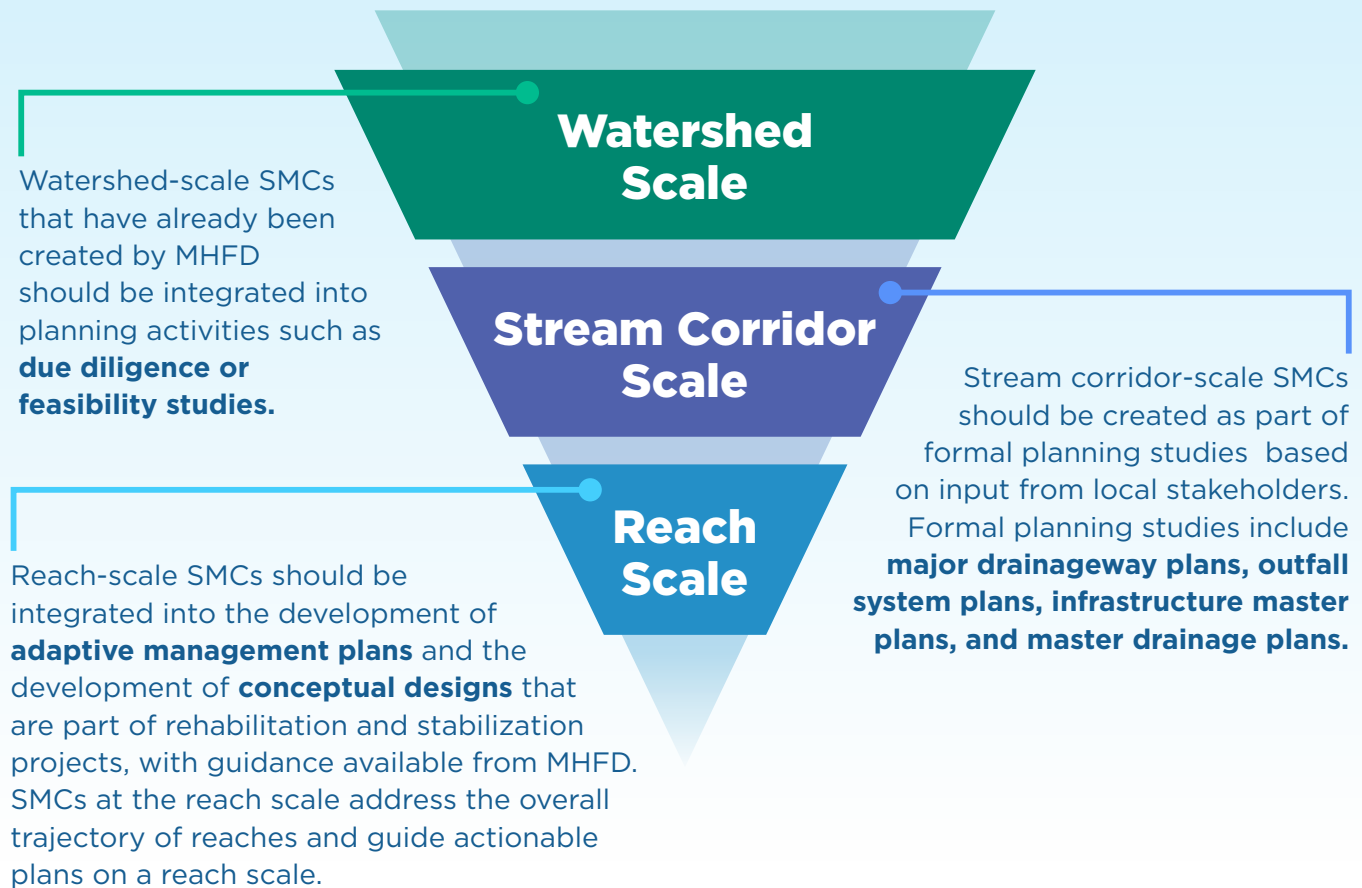 Watershed
Scale
Watershed-scale SMCs
that have already been
created by MHFD
should be integrated into
planning activities such as
due diligence or
feasibility studies.
Stream Corridor
Scale
Stream corridor-scale SMCs
should be created as part of
formal planning studies  based
on input from local stakeholders.
Formal planning studies include
major drainageway plans, outfall
system plans, infrastructure master
plans, and master drainage plans.
Reach
Scale
Reach-scale SMCs should be
integrated into the development of
adaptive management plans and the
development of conceptual designs that
are part of rehabilitation and stabilization
projects, with guidance available from MHFD.
SMCs at the reach scale address the overall
trajectory of reaches and guide actionable
plans on a reach scale.